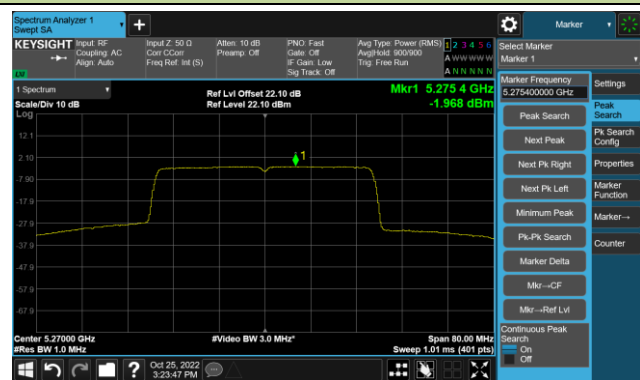 Spectrum Analyzer 1
Swept SA
Marker
KEYSIGHT
Input: RF
Coupling: AC
Align: Auto
Input Z: 50 Ω
Corr CCorr
Freq Ref: Int (S)
Atten: 10 dB
Preamp: Off
PNO: Fast
Gate: Off
IF Gain: Low
Sig Track: Off
Avg Type: Power (RMS)
Avg|Hold: 900/900
Trig: Free Run
1 2 3 4 5 6
A W W W W W
A N N N N N
Select Marker
Marker 1
LXI
1 Spectrum
Scale/Div 10 dB
Log
Ref Lvl Offset 22.10 dB
Ref Level 22.10 dBm
Mkr1 5.275 4 GHz
-1.968 dBm
12.1
2.10
-7.90
-17.9
-27.9
-37.9
-47.9
-57.9
-67.9
1
Center 5.27000 GHz
#Res BW 1.0 MHz
#Video BW 3.0 MHz*
Span 80.00 MHz
Sweep 1.01 ms (401 pts)
Marker Frequency
5.275400000 GHz
Peak Search
Next Peak
Next Pk Right
Next Pk Left
Minimum Peak
Pk-Pk Search
Marker Delta
Mkr→CF
Mkr→Ref Lvl
Continuous Peak
Search
On
Off
Settings
Peak
Search
Pk Search
Config
Properties
Marker
Function
Marker→
Counter
Oct 25, 2022
3:23:47 PM